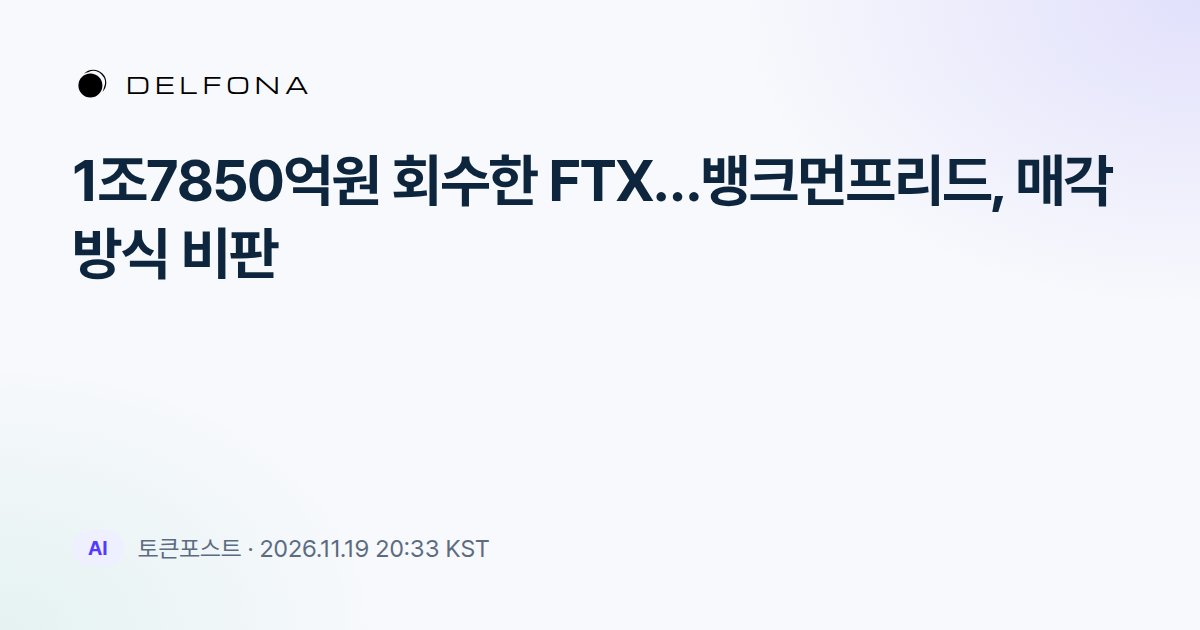 DELFONA
1조7850억원 회수한 FTX...뱅크먼프리드, 매각
방식 비판
AI 토큰포스트 · 2026.11.19 20:33 KST